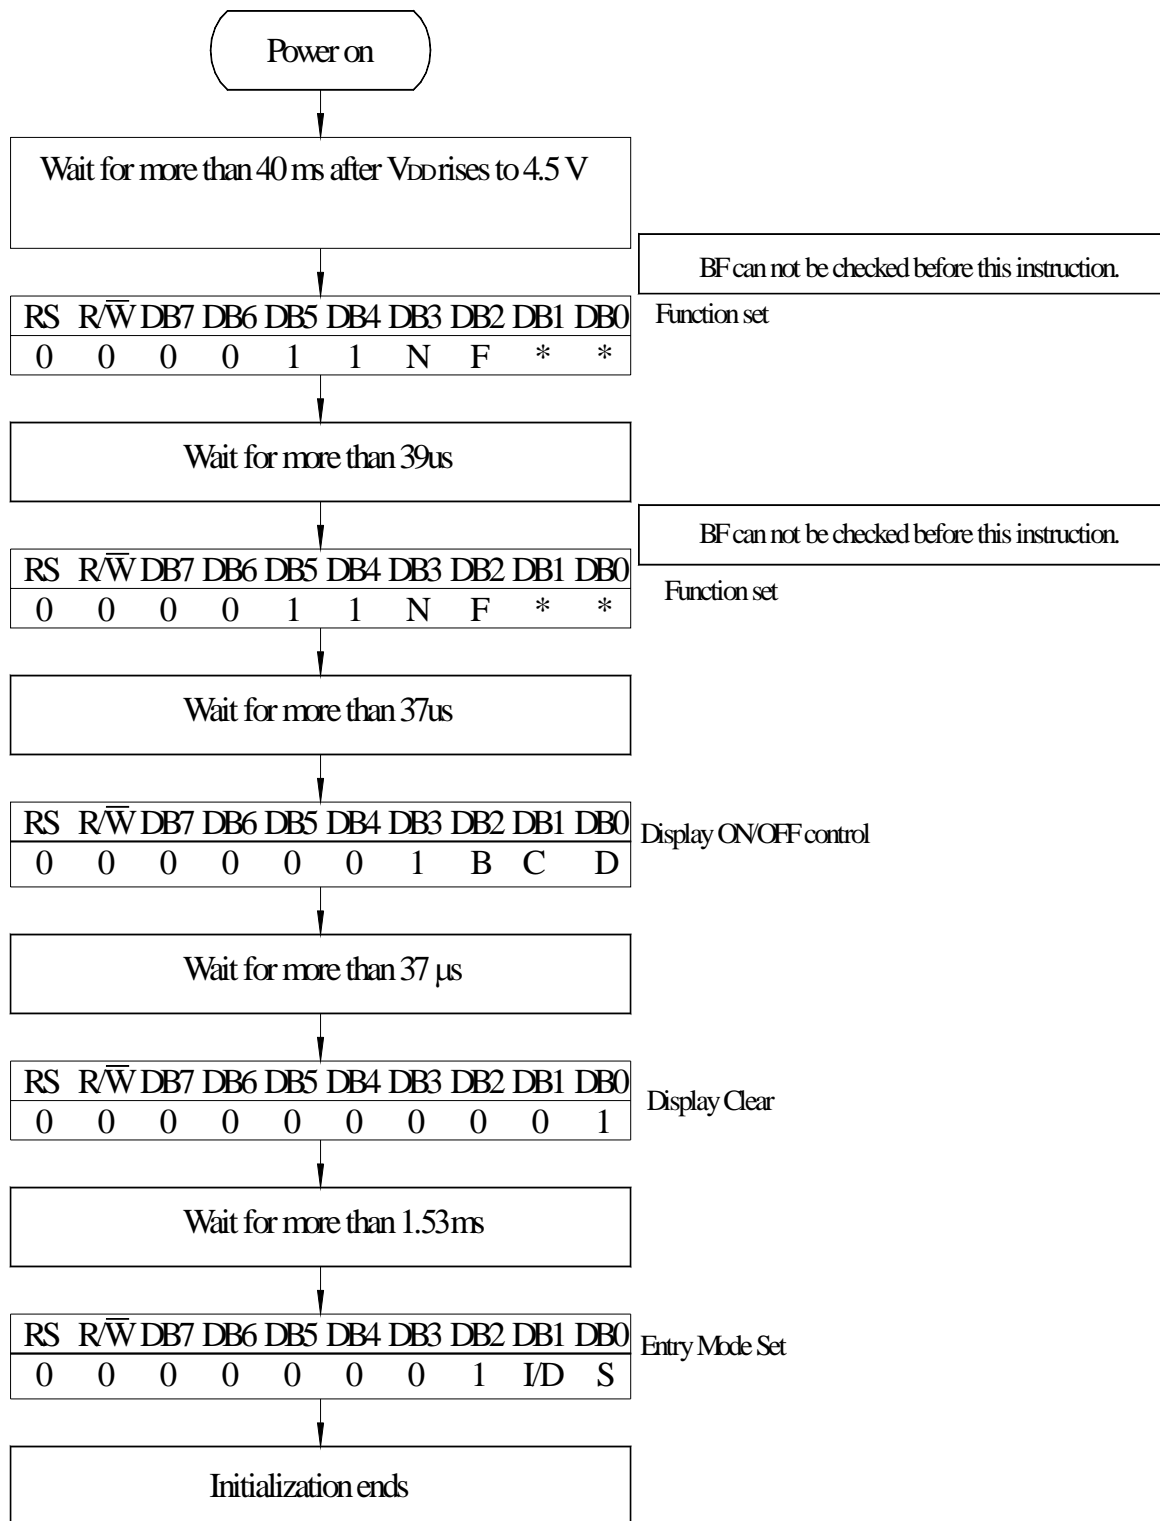 Power on
Wait for more than 40 ms after VDD rises to 4.5 V
BF can not be checked before this instruction.
RS R/W̅ DB7 DB6 DB5 DB4 DB3 DB2 DB1 DB0
Function set
0 0 0 0 1 1 N F * *
Wait for more than 39us
BF can not be checked before this instruction.
RS R/W̅ DB7 DB6 DB5 DB4 DB3 DB2 DB1 DB0
Function set
0 0 0 0 1 1 N F * *
Wait for more than 37us
RS R/W̅ DB7 DB6 DB5 DB4 DB3 DB2 DB1 DB0
Display ON/OFF control
0 0 0 0 0 0 1 B C D
Wait for more than 37 μs
RS R/W̅ DB7 DB6 DB5 DB4 DB3 DB2 DB1 DB0
Display Clear
0 0 0 0 0 0 0 0 0 1
Wait for more than 1.53ms
RS R/W̅ DB7 DB6 DB5 DB4 DB3 DB2 DB1 DB0
Entry Mode Set
0 0 0 0 0 0 0 1 I/D S
Initialization ends